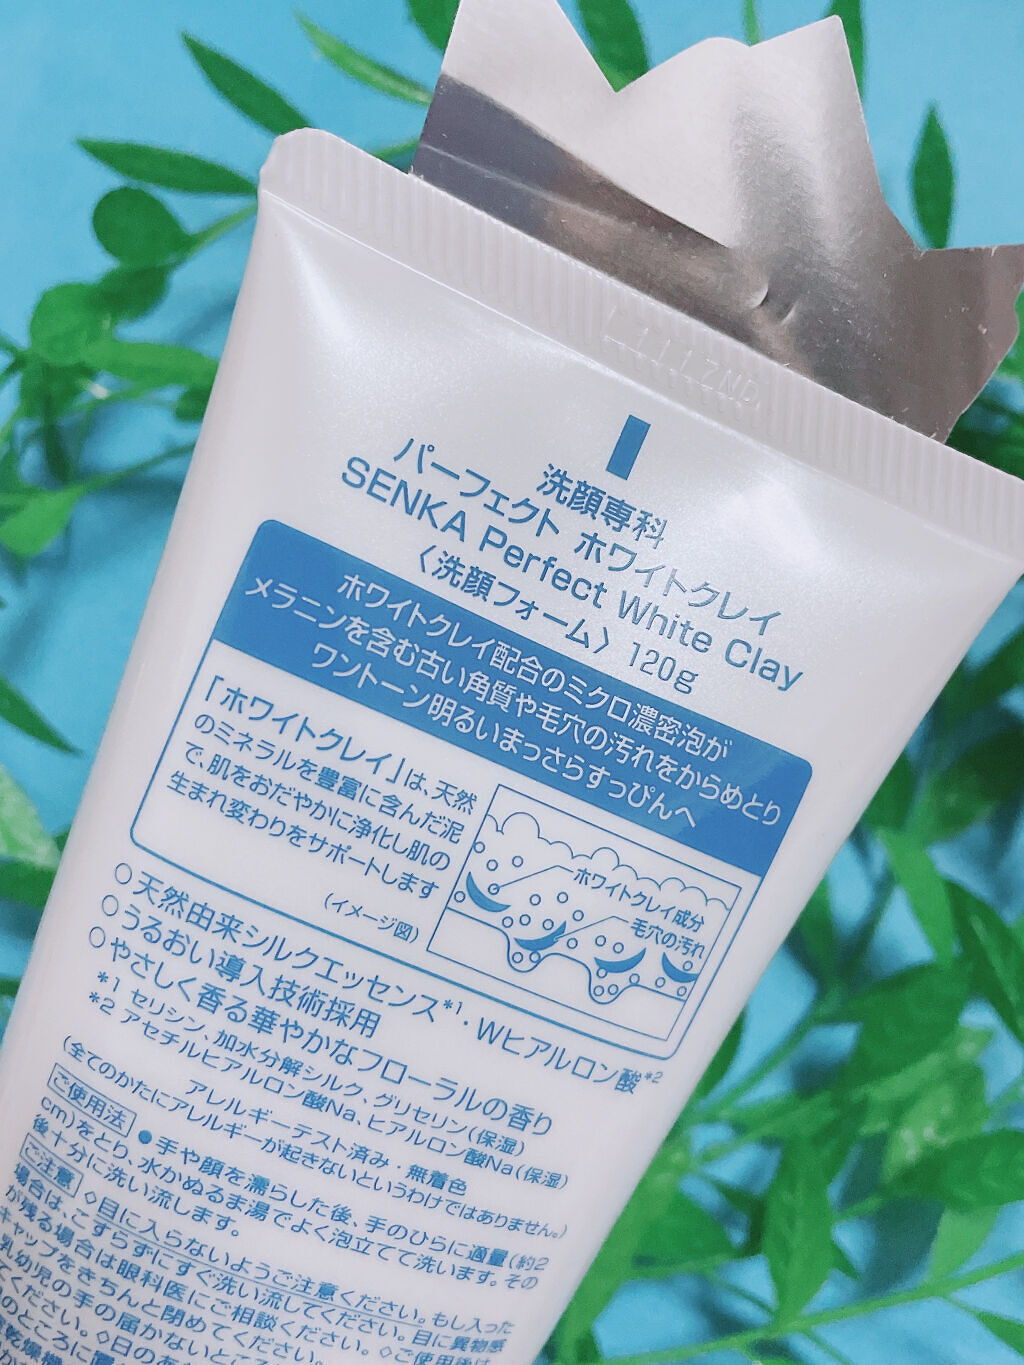 洗顔専科
パーフェクト ホワイトクレイ
SENKA Perfect White Clay
〈洗顔フォーム〉 120g
ホワイトクレイ配合のミクロ濃密泡が
メラニンを含む古い角質や毛穴の汚れをからめとり
ワントーン明るいまっさらすっぴんへ
「ホワイトクレイ」は、天然
のミネラルを豊富に含んだ泥
で、肌をおだやかに浄化し肌の
生まれ変わりをサポートします
(イメージ図)
ホワイトクレイ成分
毛穴の汚れ
○天然由来シルクエッセンス*1・Wヒアルロン酸*2
○うるおい導入技術採用
○やさしく香る華やかなフローラルの香り
*1 セリシン、加水分解シルク、グリセリン(保湿)
*2 アセチルヒアルロン酸Na、ヒアルロン酸Na(保湿)
アレルギーテスト済み・無着色
(全てのかたにアレルギーが起きないというわけではありません。)
ご使用法 ●手や顔を濡らした後、手のひらに適量(約2
cm)をとり、水かぬるま湯でよく泡立てて洗います。その
後十分に洗い流します。
ご注意 ◇目に入らないようご注意ください。もし入った
場合は、こすらずにすぐ洗い流してください。目に異物感
が残る場合は眼科医にご相談ください。◇ご使用後は
キャップをきちんと閉めてください。
乳幼児の手の届かないところに
ください。◇日のあ
のところに